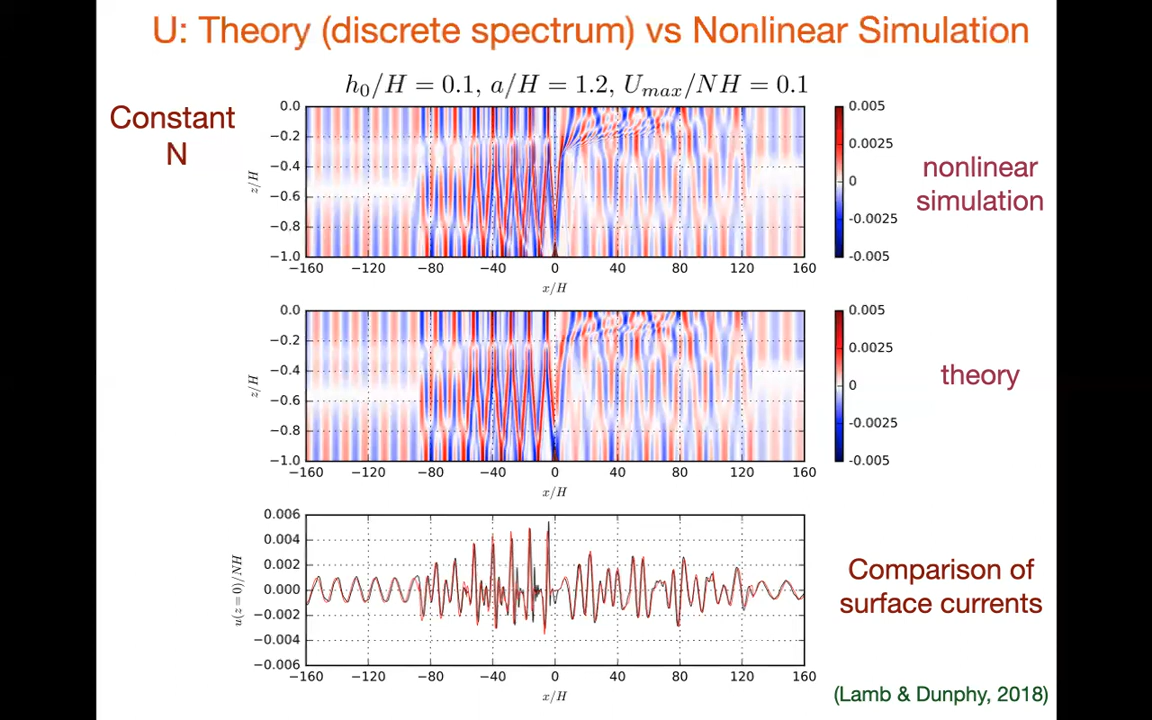 U: Theory (discrete spectrum) vs Nonlinear Simulation
h₀/H = 0.1, a/H = 1.2, Uₘₐₓ/NH = 0.1
Constant
N
0.0
−0.2
−0.4
−0.6
−0.8
−1.0
z/H
−160 −120 −80 −40 0 40 80 120 160
x/H
0.005
0.0025
0
-0.0025
-0.005
nonlinear
simulation
0.0
−0.2
−0.4
−0.6
−0.8
−1.0
z/H
−160 −120 −80 −40 0 40 80 120 160
x/H
0.005
0.0025
0
-0.0025
-0.005
theory
0.006
0.004
0.002
0.000
−0.002
−0.004
−0.006
u(z=0)/NH
−160 −120 −80 −40 0 40 80 120 160
x/H
Comparison of
surface currents
(Lamb & Dunphy, 2018)